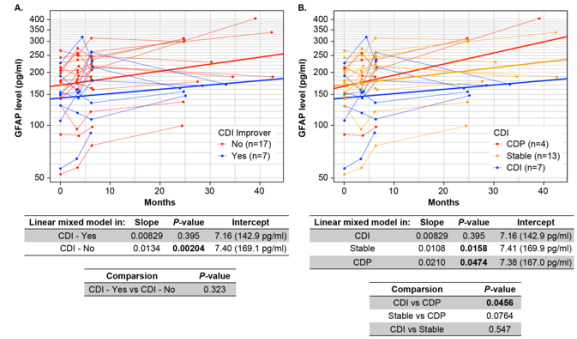 A.
GFAP level (pg/ml)
400
350
300
250
200
150
100
50
CDI Improver
No (n=17)
Yes (n=7)
0
10
20
30
40
Months
Linear mixed model in: Slope P-value Intercept
CDI - Yes 0.00829 0.395 7.16 (142.9 pg/ml)
CDI - No 0.0134 0.00204 7.40 (169.1 pg/ml)
Comparsion P-value
CDI - Yes vs CDI - No 0.323
B.
GFAP level (pg/ml)
400
350
300
250
200
150
100
50
CDI
CDP (n=4)
Stable (n=13)
CDI (n=7)
0
10
20
30
40
Months
Linear mixed model in: Slope P-value Intercept
CDI 0.00829 0.395 7.16 (142.9 pg/ml)
Stable 0.0108 0.0158 7.41 (169.9 pg/ml)
CDP 0.0210 0.0474 7.38 (167.0 pg/ml)
Comparsion P-value
CDI vs CDP 0.0456
Stable vs CDP 0.0764
CDI vs Stable 0.547